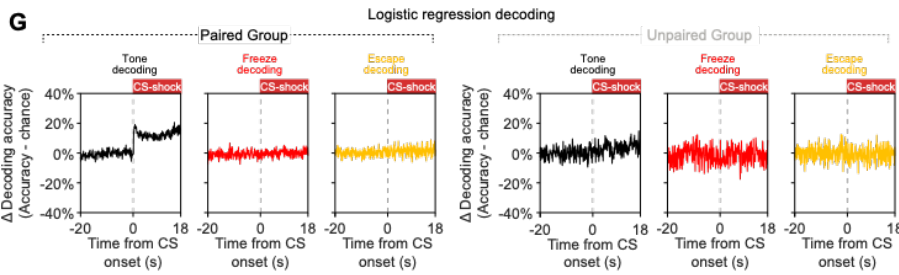 G
Logistic regression decoding
Paired Group
Unpaired Group
Tone decoding
Freeze decoding
Escape decoding
Tone decoding
Freeze decoding
Escape decoding
CS-shock
CS-shock
CS-shock
CS-shock
CS-shock
CS-shock
Δ Decoding accuracy
(Accuracy - chance)
40%
20%
0%
-20%
-40%
Δ Decoding accuracy
(Accuracy - chance)
40%
20%
0%
-20%
-40%
-20 0 18
-20 0 18
-20 0 18
-20 0 18
-20 0 18
-20 0 18
Time from CS
onset (s)
Time from CS
onset (s)
Time from CS
onset (s)
Time from CS
onset (s)
Time from CS
onset (s)
Time from CS
onset (s)